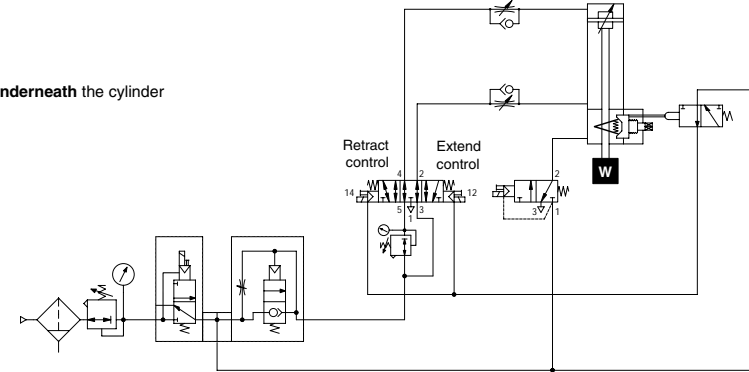 nderneath the cylinder
Retract
control
Extend
control
4 2
14
12
5 3
1
2
3 1
W